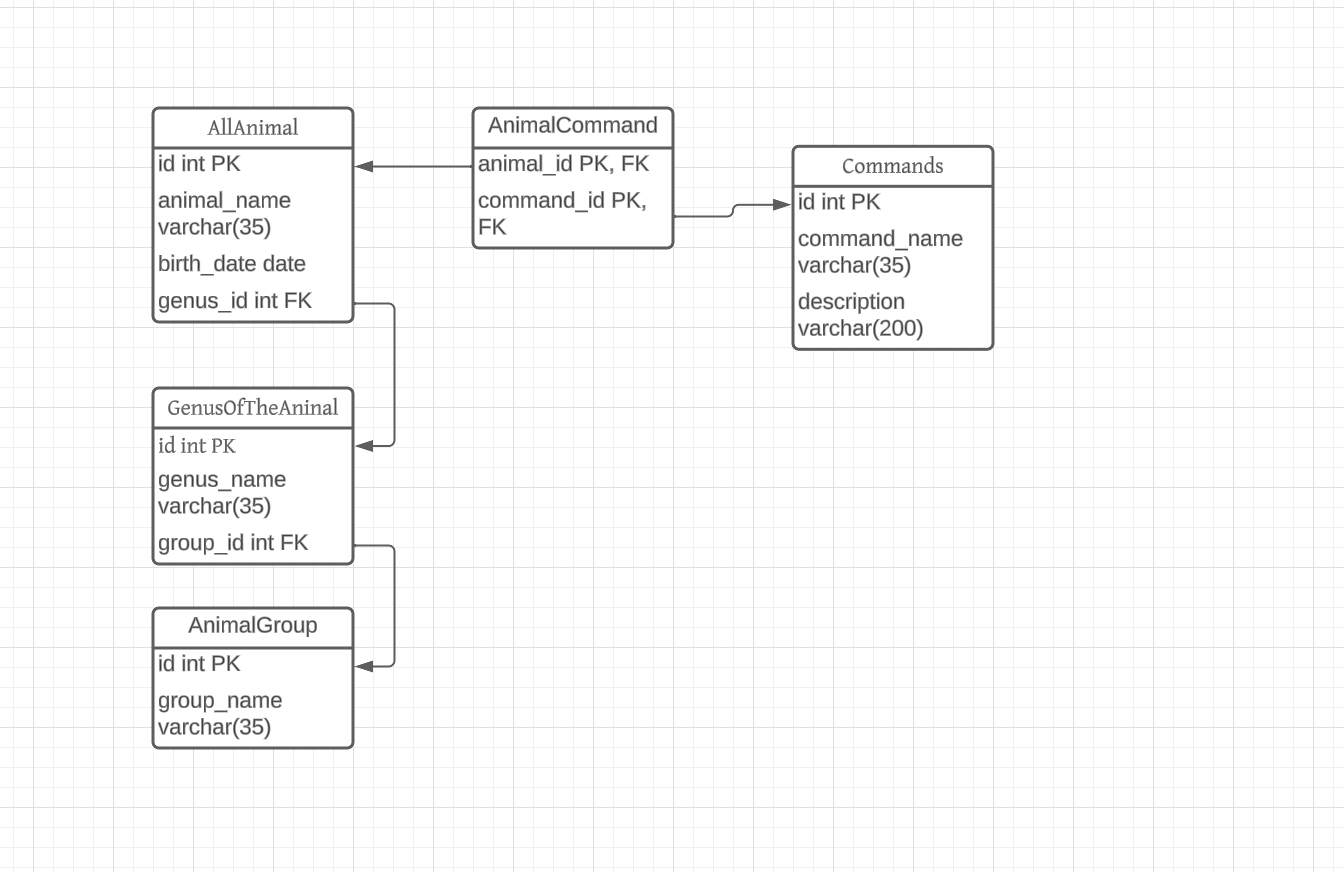 AllAnimal
id int PK
animal_name
varchar(35)
birth_date date
genus_id int FK
AnimalCommand
animal_id PK, FK
command_id PK,
FK
Commands
id int PK
command_name
varchar(35)
description
varchar(200)
GenusOfTheAninal
id int PK
genus_name
varchar(35)
group_id int FK
AnimalGroup
id int PK
group_name
varchar(35)